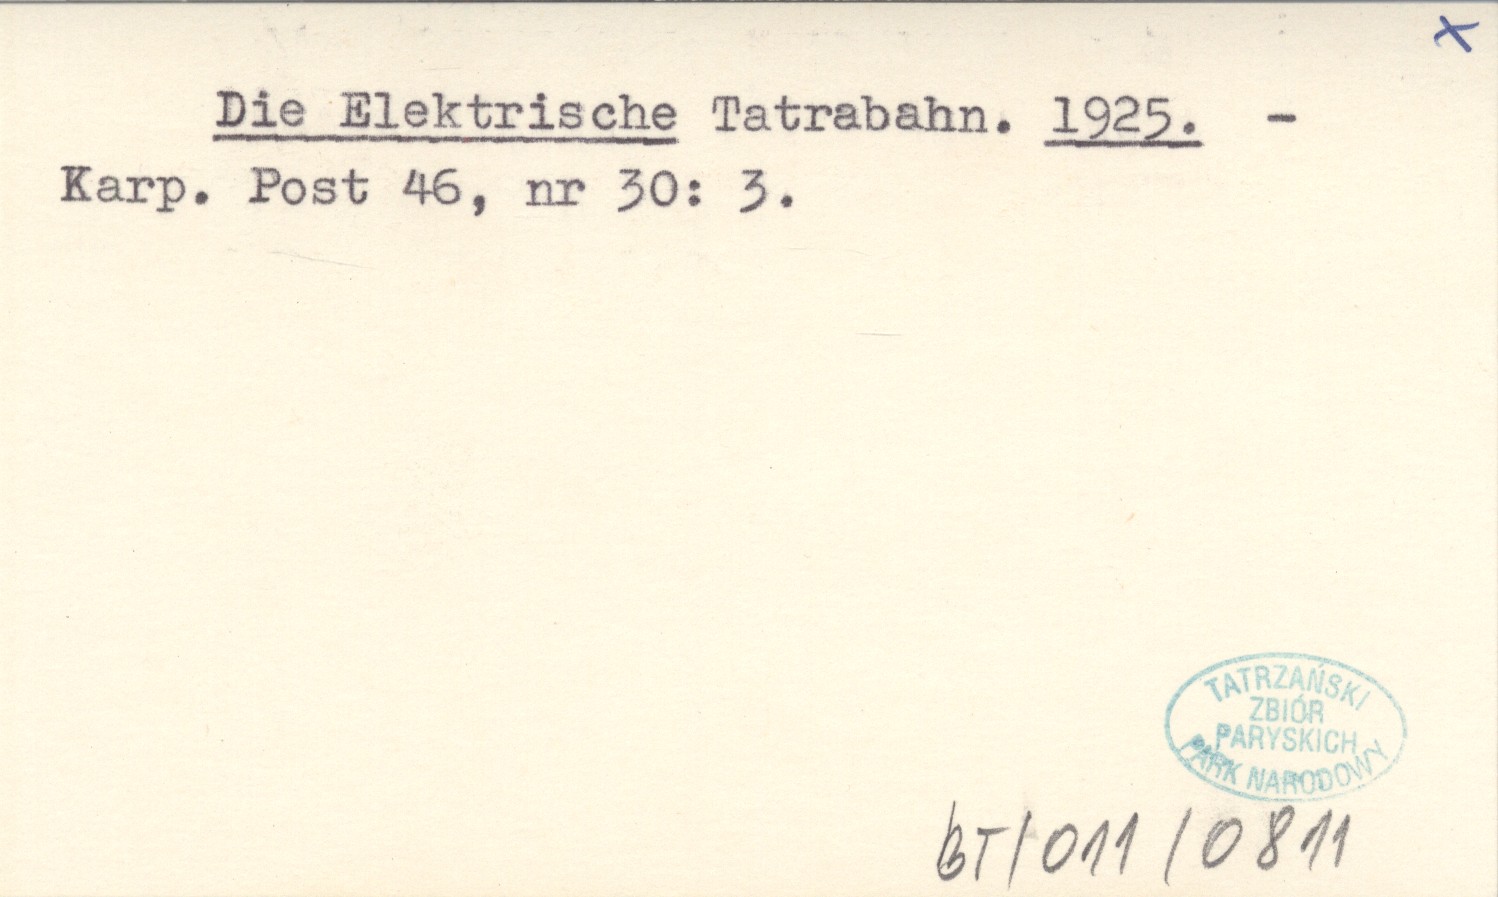 x
Die Elektrische Tatrabahn. 1925. -
Karp. Post 46, nr 30: 3.
TATRZAŃSKI
ZBIÓR
PARYSKICH
PARK NARODOWY
BT/011/0811